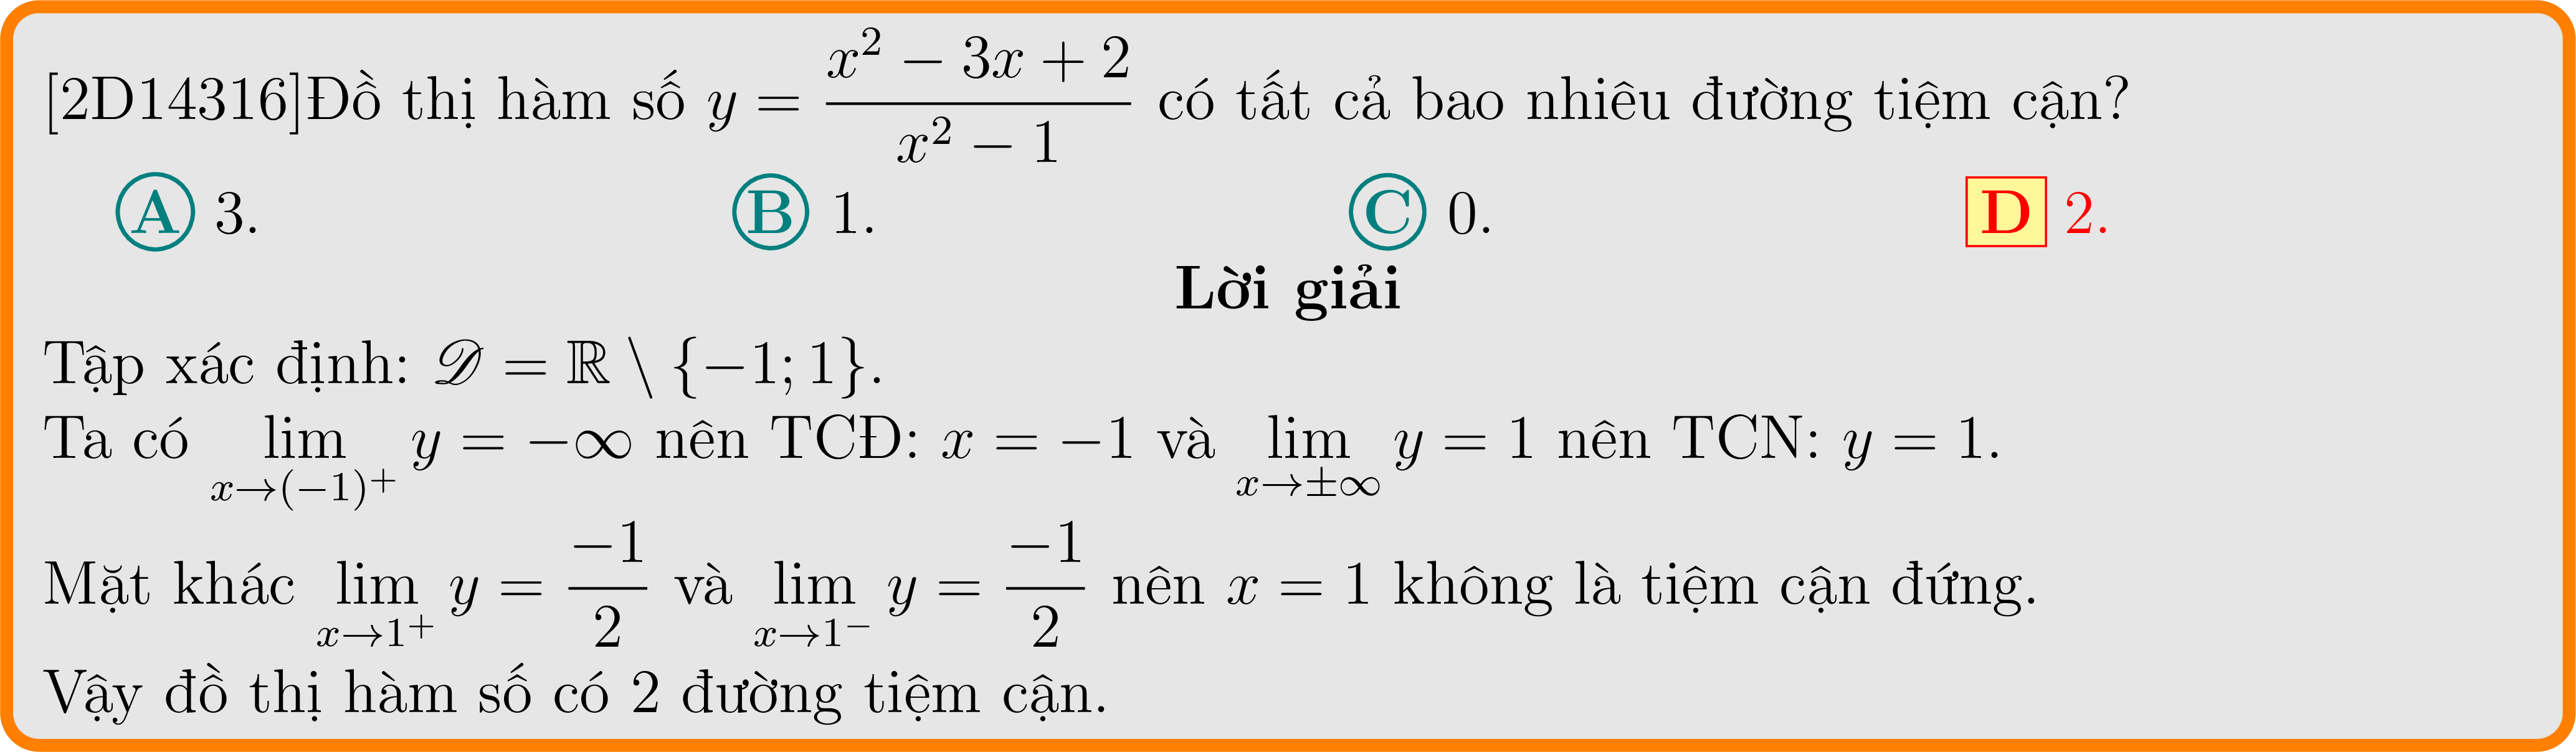 [2D14316]Đồ thị hàm số $y = \dfrac{x^2 - 3x + 2}{x^2 - 1}$ có tất cả bao nhiêu đường tiệm cận?
A 3. B 1. C 0. D 2.
Lời giải
Tập xác định: $\mathscr{D} = \mathbb{R} \setminus \{-1; 1\}$.
Ta có $\lim\limits_{x \to (-1)^+} y = -\infty$ nên TCĐ: $x = -1$ và $\lim\limits_{x \to \pm\infty} y = 1$ nên TCN: $y = 1$.
Mặt khác $\lim\limits_{x \to 1^+} y = \dfrac{-1}{2}$ và $\lim\limits_{x \to 1^-} y = \dfrac{-1}{2}$ nên $x = 1$ không là tiệm cận đứng.
Vậy đồ thị hàm số có 2 đường tiệm cận.